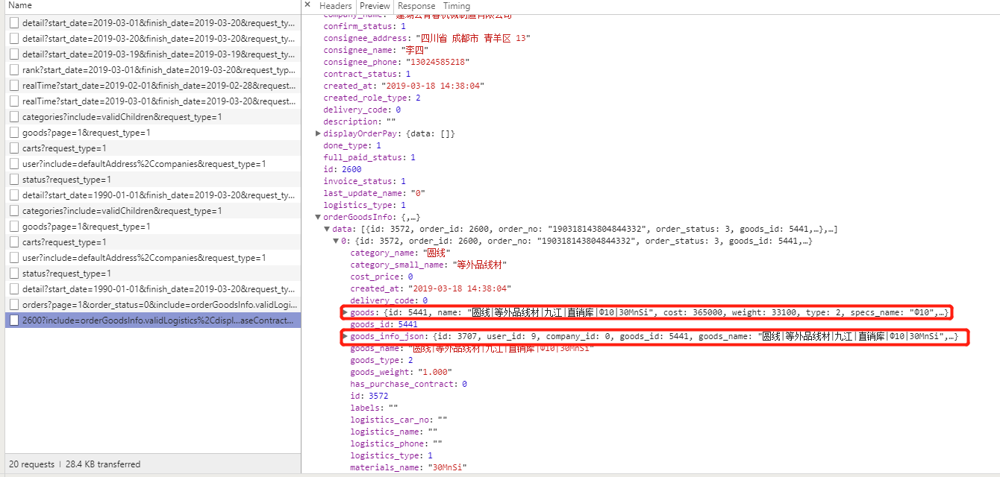 Name
detail?start_date=2019-03-01&finish_date=2019-03-20&request_ty...
detail?start_date=2019-03-20&finish_date=2019-03-20&request_ty...
detail?start_date=2019-03-19&finish_date=2019-03-19&request_ty...
rank?start_date=2019-03-01&finish_date=2019-03-20&request_typ...
realTime?start_date=2019-02-01&finish_date=2019-02-28&request...
realTime?start_date=2019-03-01&finish_date=2019-03-20&request...
categories?include=validChildren&request_type=1
goods?page=1&request_type=1
carts?request_type=1
user?include=defaultAddress%2Ccompanies&request_type=1
status?request_type=1
detail?start_date=1990-01-01&finish_date=2019-03-20&request_ty...
categories?include=validChildren&request_type=1
goods?page=1&request_type=1
carts?request_type=1
user?include=defaultAddress%2Ccompanies&request_type=1
status?request_type=1
detail?start_date=1990-01-01&finish_date=2019-03-20&request_ty...
orders?page=1&order_status=0&include=orderGoodsInfo.validLogi...
2600?include=orderGoodsInfo.validLogistics%2Cdispl...aseContract...
20 requests | 28.4 KB transferred
× Headers Preview Response Timing
company_name: "建湖云青春机械制造有限公司"
confirm_status: 1
consignee_address: "四川省 成都市 青羊区 13"
consignee_name: "李四"
consignee_phone: "13024585218"
contract_status: 1
created_at: "2019-03-18 14:38:04"
created_role_type: 2
delivery_code: 0
description: ""
▶displayOrderPay: {data: []}
done_type: 1
full_paid_status: 1
id: 2600
invoice_status: 1
last_update_name: "0"
logistics_type: 1
▼orderGoodsInfo: {,…}
▼data: [{id: 3572, order_id: 2600, order_no: "190318143804844332", order_status: 3, goods_id: 5441,…},…]
▼0: {id: 3572, order_id: 2600, order_no: "190318143804844332", order_status: 3, goods_id: 5441,…}
category_name: "圆线"
category_small_name: "等外品线材"
cost_price: 0
created_at: "2019-03-18 14:38:04"
delivery_code: 0
▶goods: {id: 5441, name: "圆线|等外品线材|九江|直销库|Φ10|30MnSi", cost: 365000, weight: 33100, type: 2, specs_name: "Φ10",…}
goods_id: 5441
▶goods_info_json: {id: 3707, user_id: 9, company_id: 0, goods_id: 5441, goods_name: "圆线|等外品线材|九江|直销库|Φ10|30MnSi",…}
goods_name: "圆线|等外品线材|九江|直销库|Φ10|30MnSi"
goods_type: 2
goods_weight: "1.000"
has_purchase_contract: 0
id: 3572
labels: ""
logistics_car_no: ""
logistics_name: ""
logistics_phone: ""
logistics_type: 1
materials_name: "30MnSi"